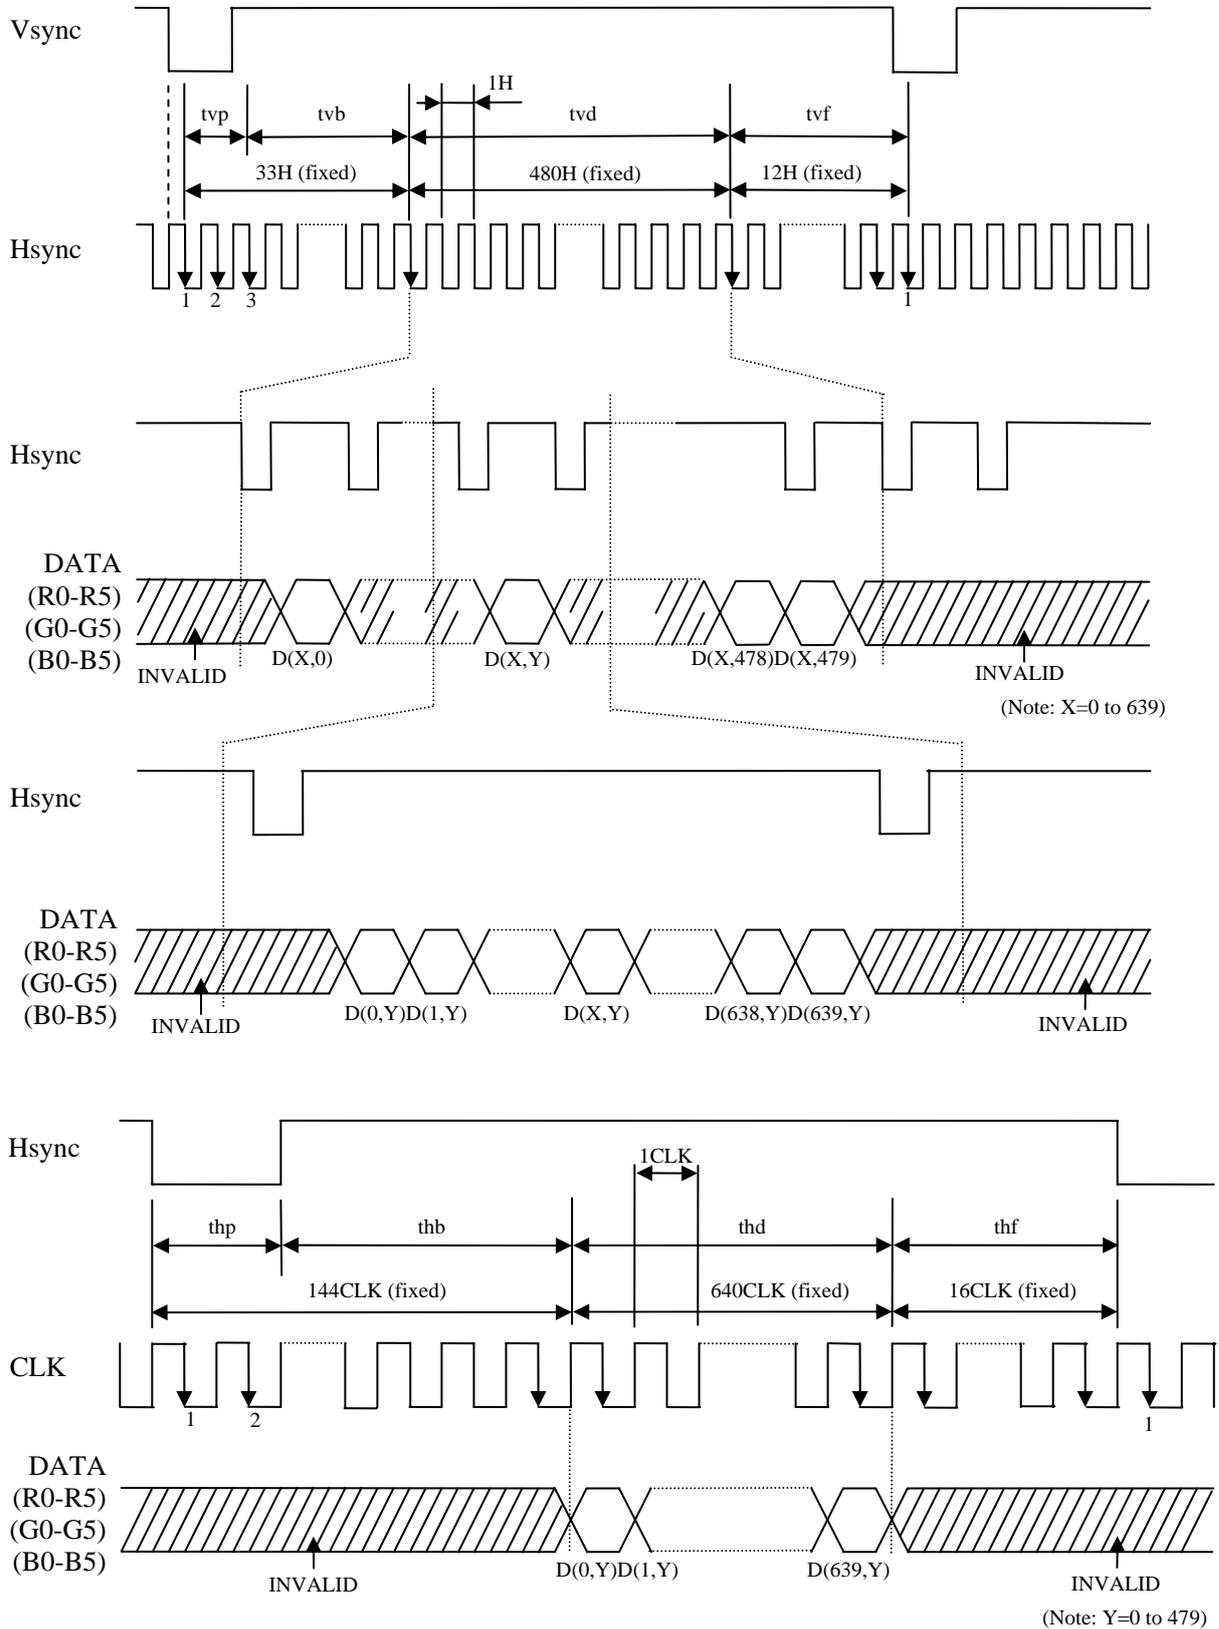 Vsync
1H
tvp tvb tvd tvf
33H (fixed) 480H (fixed) 12H (fixed)
Hsync
1 2 3 1
Hsync
DATA
(R0-R5)
(G0-G5)
(B0-B5)
D(X,0) D(X,Y) D(X,478)D(X,479)
INVALID INVALID
(Note: X=0 to 639)
Hsync
DATA
(R0-R5)
(G0-G5)
(B0-B5)
D(0,Y)D(1,Y) D(X,Y) D(638,Y)D(639,Y)
INVALID INVALID
Hsync
1CLK
thp thb thd thf
144CLK (fixed) 640CLK (fixed) 16CLK (fixed)
CLK
1 2 1
DATA
(R0-R5)
(G0-G5)
(B0-B5)
D(0,Y)D(1,Y) D(639,Y)
INVALID INVALID
(Note: Y=0 to 479)